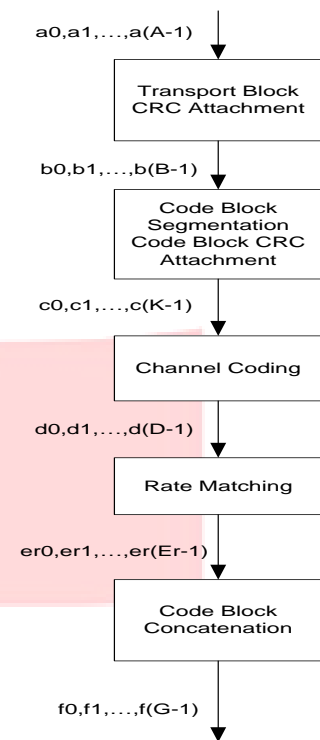 a0,a1,...,a(A-1)
Transport Block
CRC Attachment
b0,b1,...,b(B-1)
Code Block
Segmentation
Code Block CRC
Attachment
c0,c1,...,c(K-1)
Channel Coding
d0,d1,...,d(D-1)
Rate Matching
er0,er1,...,er(Er-1)
Code Block
Concatenation
f0,f1,...,f(G-1)